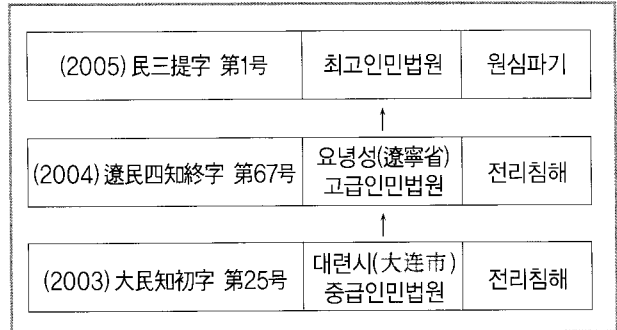 (2005) 民三提字 第1号 최고인민법원 원심파기
↑
(2004) 遼民四知終字 第67号 요녕성(遼寧省) 고급인민법원 전리침해
↑
(2003) 大民知初字 第25号 대련시(大连市) 중급인민법원 전리침해